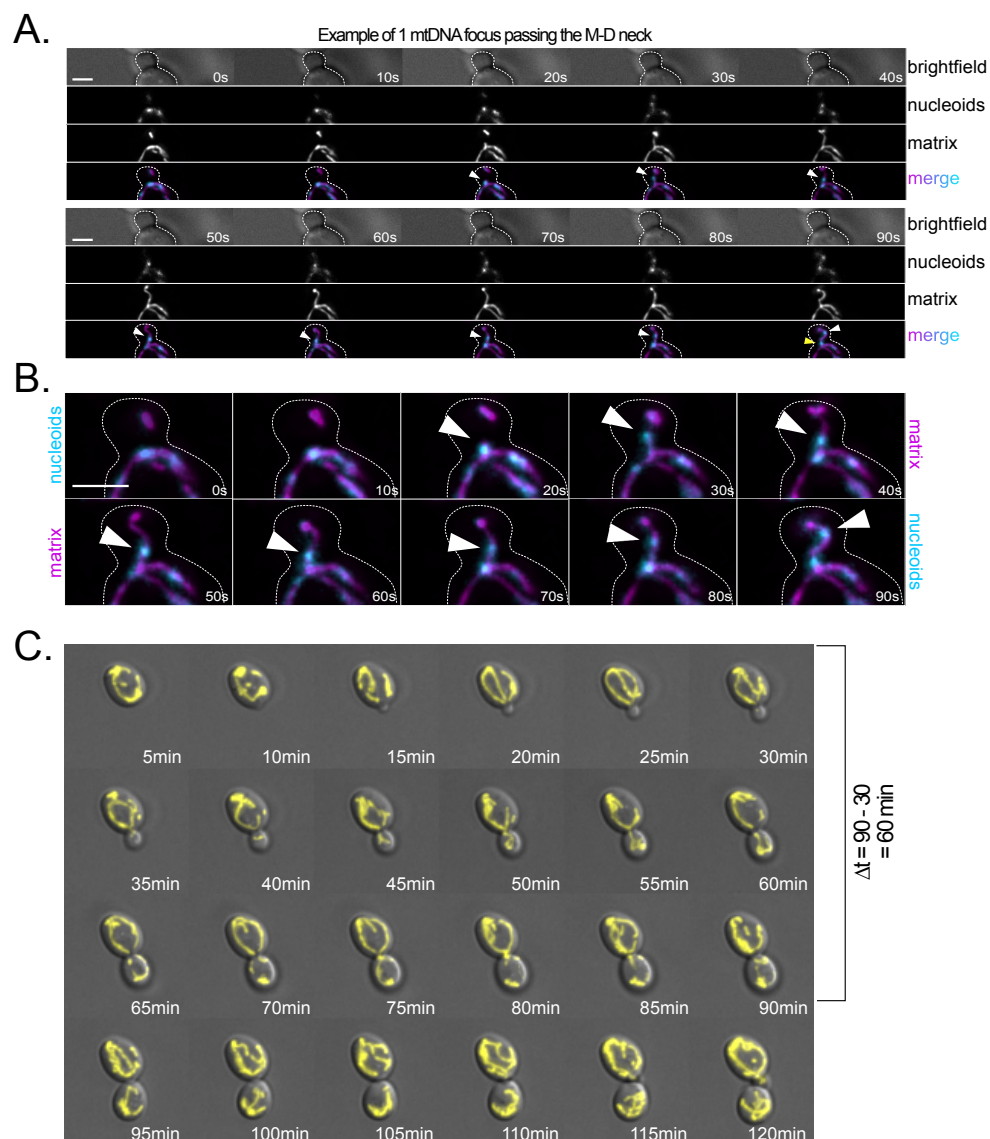 A.
Example of 1 mtDNA focus passing the M-D neck
0s 10s 20s 30s 40s
brightfield
nucleoids
matrix
merge
50s 60s 70s 80s 90s
brightfield
nucleoids
matrix
merge
B.
nucleoids
0s 10s 20s 30s 40s
matrix
matrix
50s 60s 70s 80s 90s
nucleoids
C.
5min 10min 15min 20min 25min 30min
35min 40min 45min 50min 55min 60min
65min 70min 75min 80min 85min 90min
95min 100min 105min 110min 115min 120min
Δt = 90 - 30
= 60 min